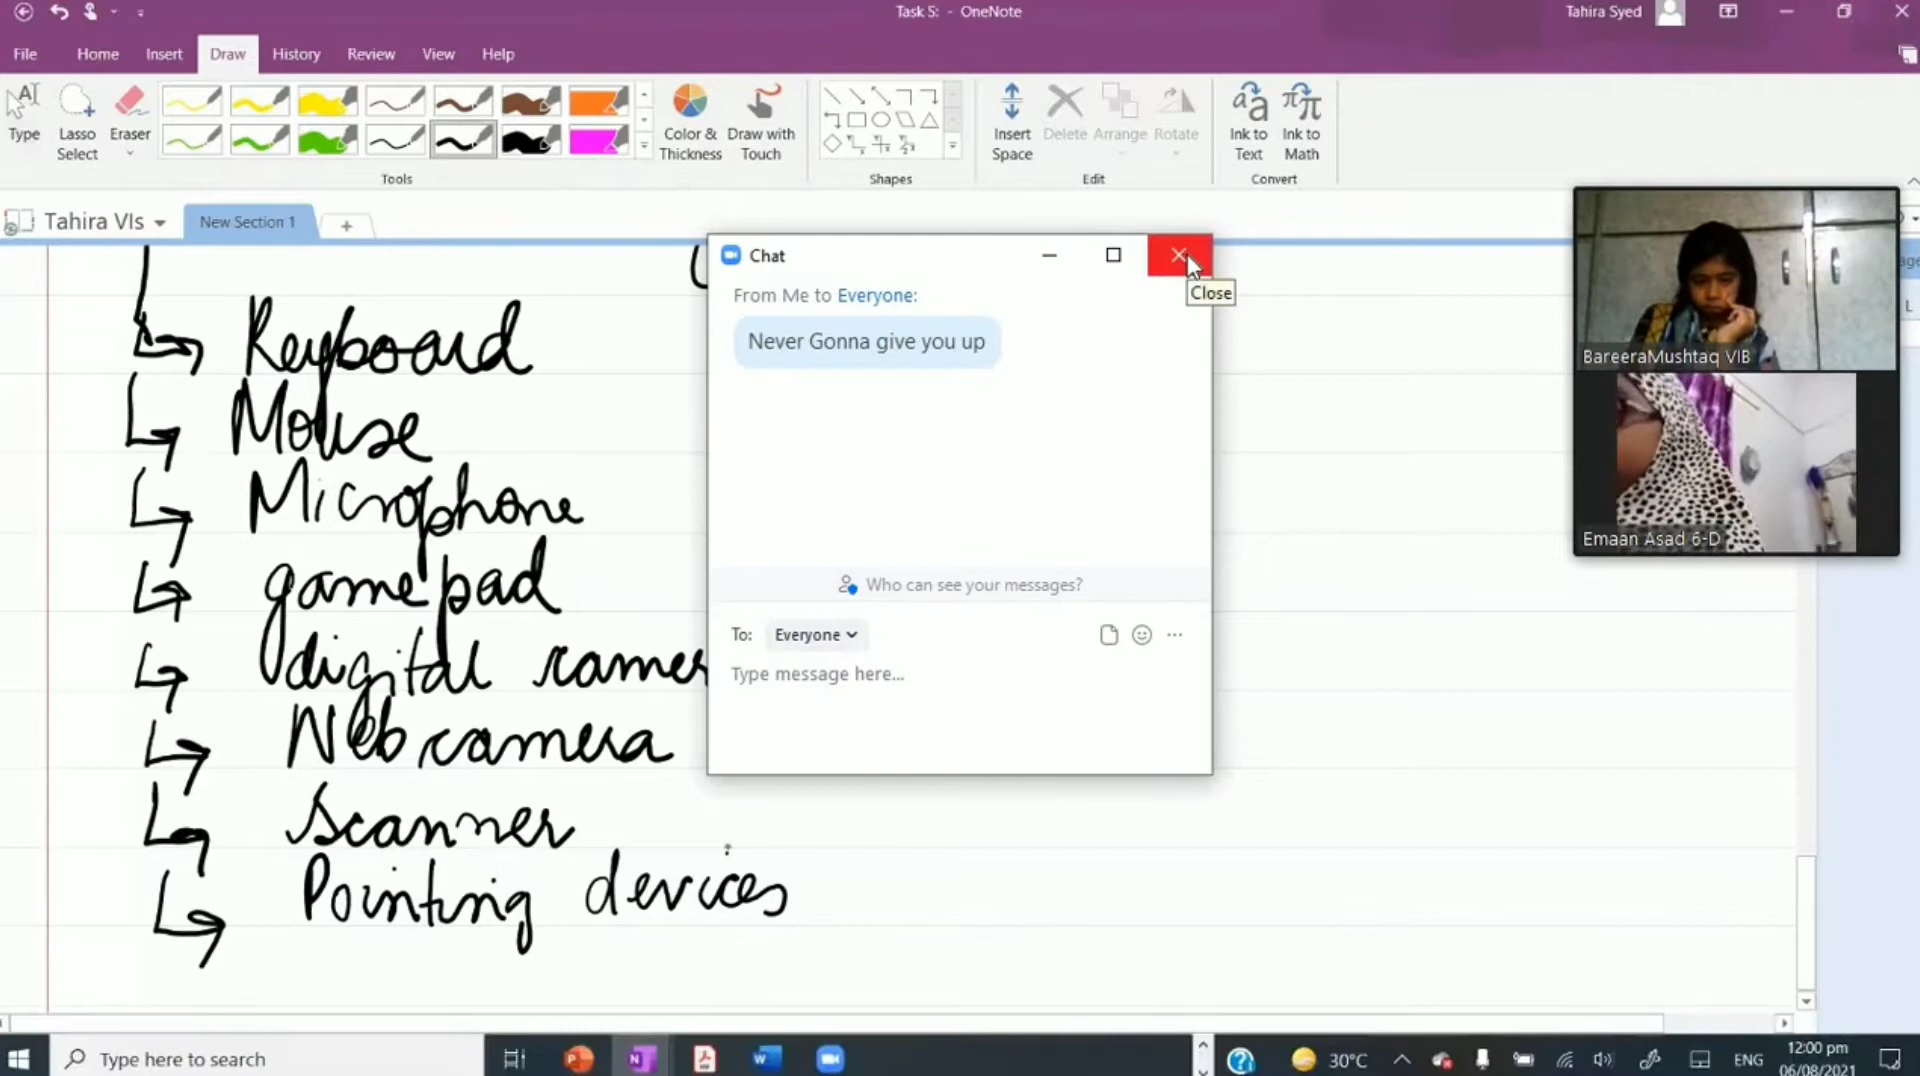 Task 5: - OneNote
Tahira Syed
File Home Insert Draw History Review View Help
Type
Lasso Select
Eraser
Color & Thickness
Draw with Touch
Insert Space
Delete
Arrange
Rotate
Ink to Text
Ink to Math
Tools
Shapes
Edit
Convert
Tahira VIs
New Section 1
Keyboard
Mouse
Microphone
gamepad
digital camer
Web camera
Scanner
Pointing devices
Chat
Close
From Me to Everyone:
Never Gonna give you up
Who can see your messages?
To: Everyone
Type message here...
BareeraMushtaq VIB
Emaan Asad 6-D
Type here to search
30°C
ENG
12:00 pm
06/08/2021